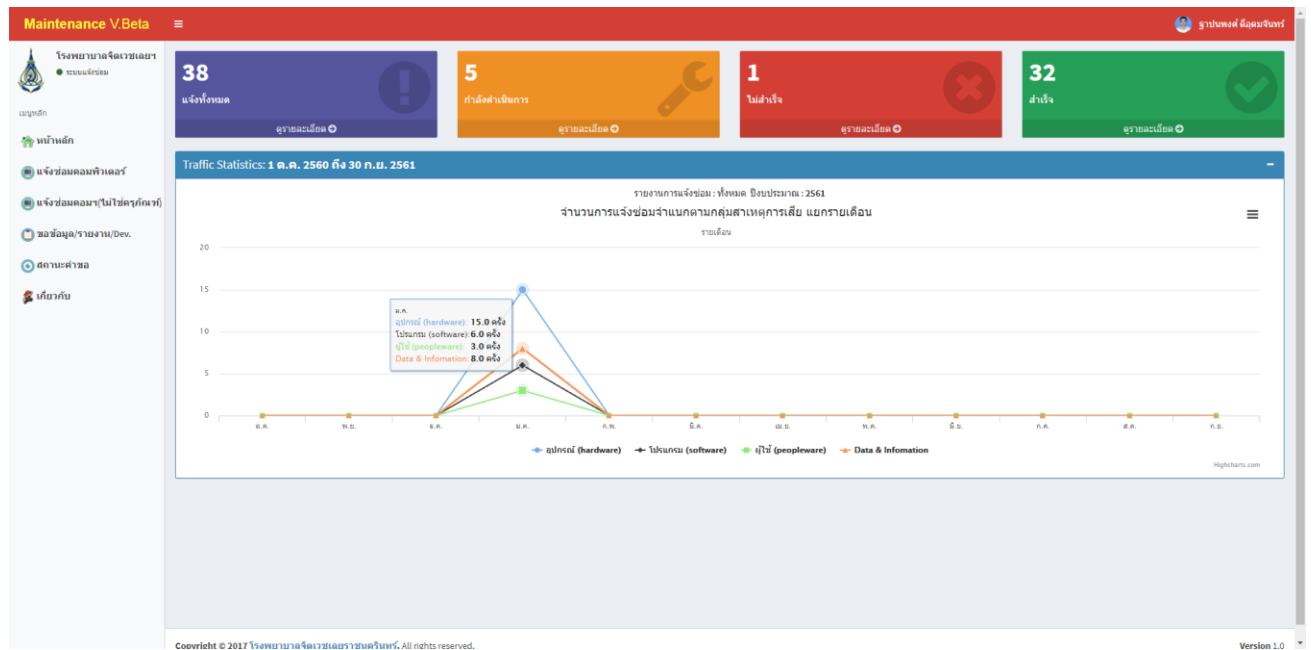 Maintenance V.Beta
ฐาปนพงศ์ ดีอุดมจันทร์
โรงพยาบาลจิตเวชเลยฯ
ระบบแจ้งซ่อม
เมนูหลัก
หน้าหลัก
แจ้งซ่อมคอมพิวเตอร์
แจ้งซ่อมคอมฯ(ไม่ใช่ครุภัณฑ์)
ขอข้อมูล/รายงาน/Dev.
สถานะคำขอ
เกี่ยวกับ
38
แจ้งทั้งหมด
ดูรายละเอียด
5
กำลังดำเนินการ
ดูรายละเอียด
1
ไม่สำเร็จ
ดูรายละเอียด
32
สำเร็จ
ดูรายละเอียด
Traffic Statistics: 1 ต.ค. 2560 ถึง 30 ก.ย. 2561
รายงานการแจ้งซ่อม : ทั้งหมด ปีงบประมาณ : 2561
จำนวนการแจ้งซ่อมจำแนกตามกลุ่มสาเหตุการเสีย แยกรายเดือน
รายเดือน
20
15
10
5
0
ม.ค.
อุปกรณ์ (hardware): 15.0 ครั้ง
โปรแกรม (software): 6.0 ครั้ง
ผู้ใช้ (peopleware): 3.0 ครั้ง
Data & Infomation: 8.0 ครั้ง
ต.ค. พ.ย. ธ.ค. ม.ค. ก.พ. มี.ค. เม.ย. พ.ค. มิ.ย. ก.ค. ส.ค. ก.ย.
อุปกรณ์ (hardware) โปรแกรม (software) ผู้ใช้ (peopleware) Data & Infomation
Highcharts.com
Copyright © 2017 โรงพยาบาลจิตเวชเลยราชนครินทร์. All rights reserved.
Version 1.0